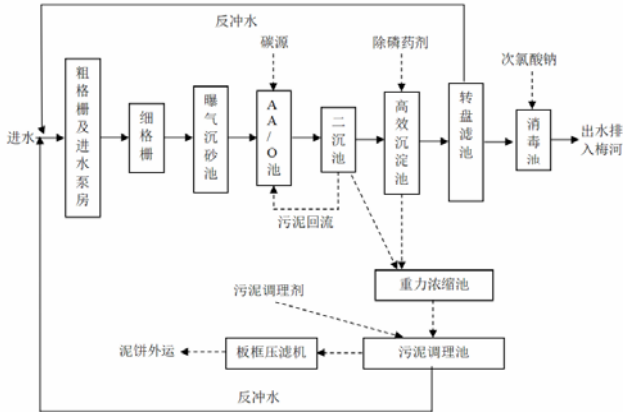 反冲水
碳源
除磷药剂
次氯酸钠
进水
粗格栅及进水泵房
细格栅
曝气沉砂池
AA/O池
二沉池
高效沉淀池
转盘滤池
消毒池
出水排
入梅河
污泥回流
重力浓缩池
污泥调理剂
泥饼外运
板框压滤机
污泥调理池
反冲水